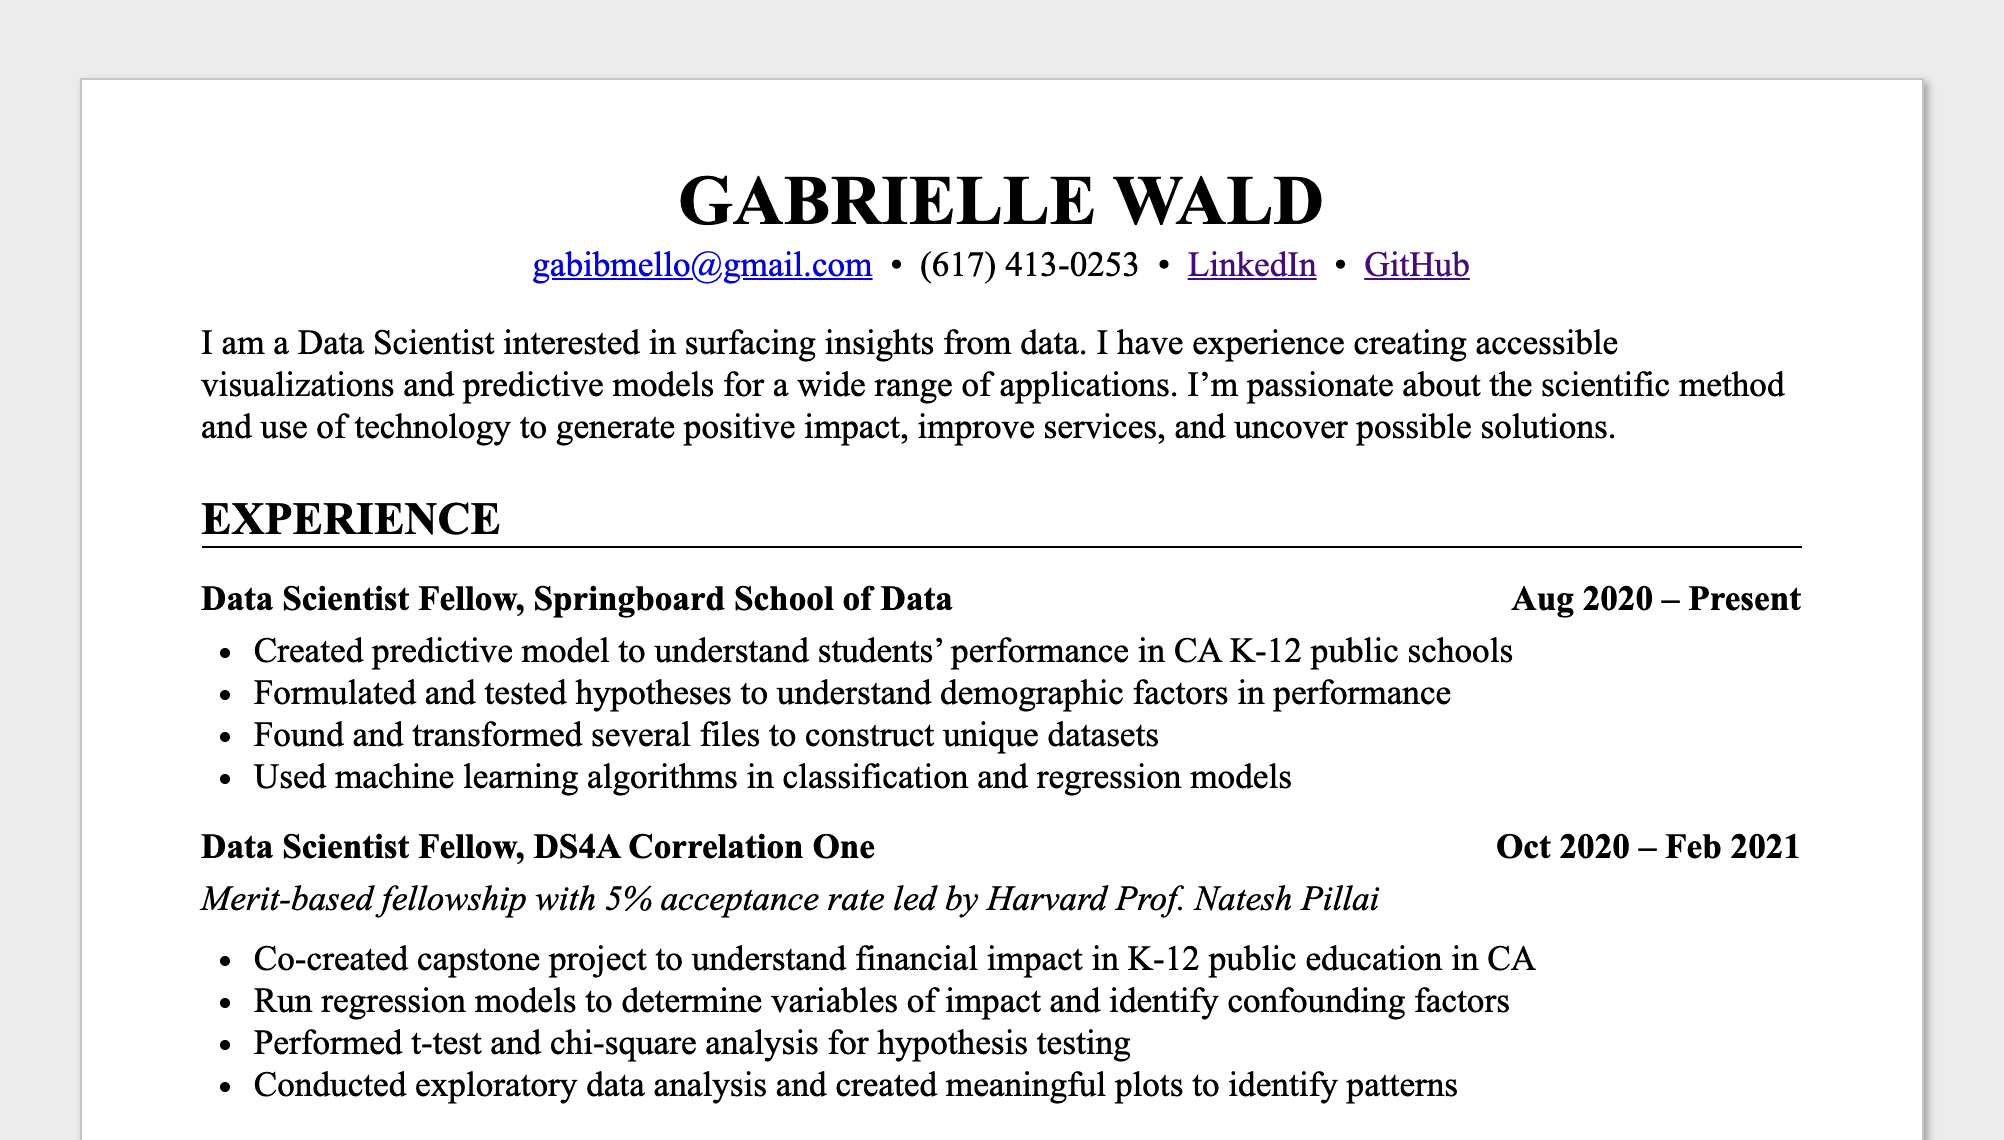 GABRIELLE WALD
gabibmello@gmail.com • (617) 413-0253 • LinkedIn • GitHub
I am a Data Scientist interested in surfacing insights from data. I have experience creating accessible
visualizations and predictive models for a wide range of applications. I’m passionate about the scientific method
and use of technology to generate positive impact, improve services, and uncover possible solutions.
EXPERIENCE
Data Scientist Fellow, Springboard School of Data Aug 2020 – Present
• Created predictive model to understand students’ performance in CA K-12 public schools
• Formulated and tested hypotheses to understand demographic factors in performance
• Found and transformed several files to construct unique datasets
• Used machine learning algorithms in classification and regression models
Data Scientist Fellow, DS4A Correlation One Oct 2020 – Feb 2021
Merit-based fellowship with 5% acceptance rate led by Harvard Prof. Natesh Pillai
• Co-created capstone project to understand financial impact in K-12 public education in CA
• Run regression models to determine variables of impact and identify confounding factors
• Performed t-test and chi-square analysis for hypothesis testing
• Conducted exploratory data analysis and created meaningful plots to identify patterns